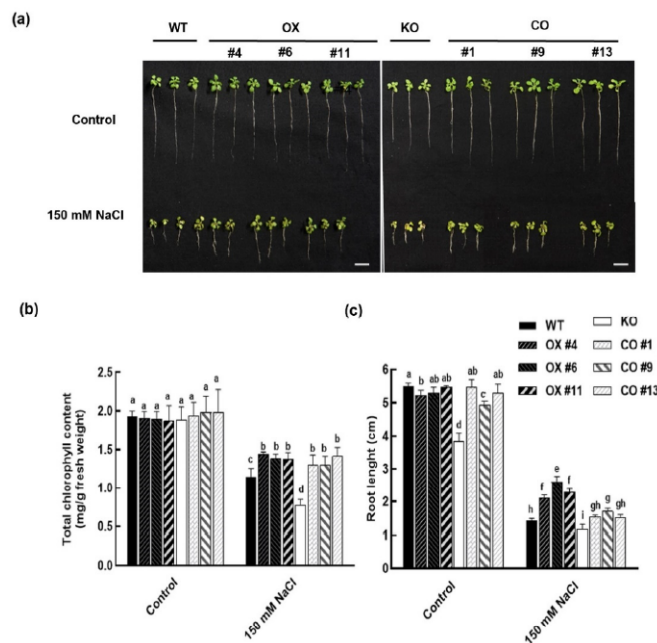 (a)
WT OX KO CO
#4 #6 #11 #1 #9 #13
Control
150 mM NaCl
(b)
(c)
WT KO
OX #4 CO #1
OX #6 CO #9
OX #11 CO #13
Total chlorophyll content
(mg/g fresh weight)
2.5
2.0
1.5
1.0
0.5
0.0
a a a a a a a a
c b b b d b b b
Control
150 mM NaCl
Root lenght (cm)
6
5
4
3
2
1
0
a b ab ab d ab c ab
h f e f i gh g gh
Control
150 mM NaCl